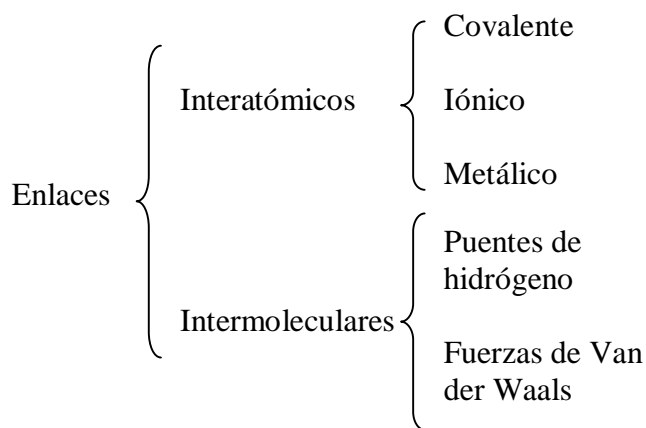 Enlaces
Interatómicos
Covalente
Iónico
Metálico
Intermoleculares
Puentes de
hidrógeno
Fuerzas de Van
der Waals